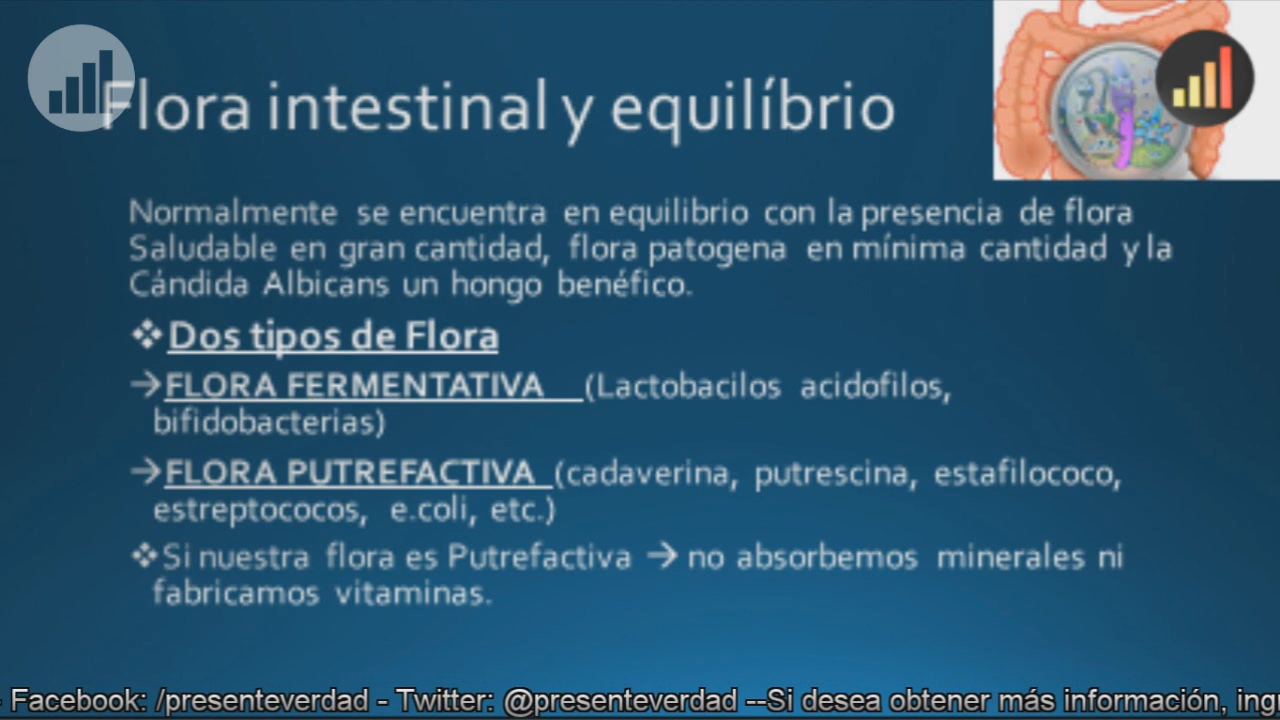 Flora intestinal y equilíbrio
Normalmente se encuentra en equilibrio con la presencia de flora
Saludable en gran cantidad, flora patogena en mínima cantidad y la
Cándida Albicans un hongo benéfico.
❖Dos tipos de Flora
→FLORA FERMENTATIVA (Lactobacilos acidofilos,
bifidobacterias)
→FLORA PUTREFACTIVA (cadaverina, putrescina, estafilococo,
estreptococos, e.coli, etc.)
❖Si nuestra flora es Putrefactiva → no absorbemos minerales ni
fabricamos vitaminas.
- Facebook: /presenteverdad - Twitter: @presenteverdad --Si desea obtener más información, ing